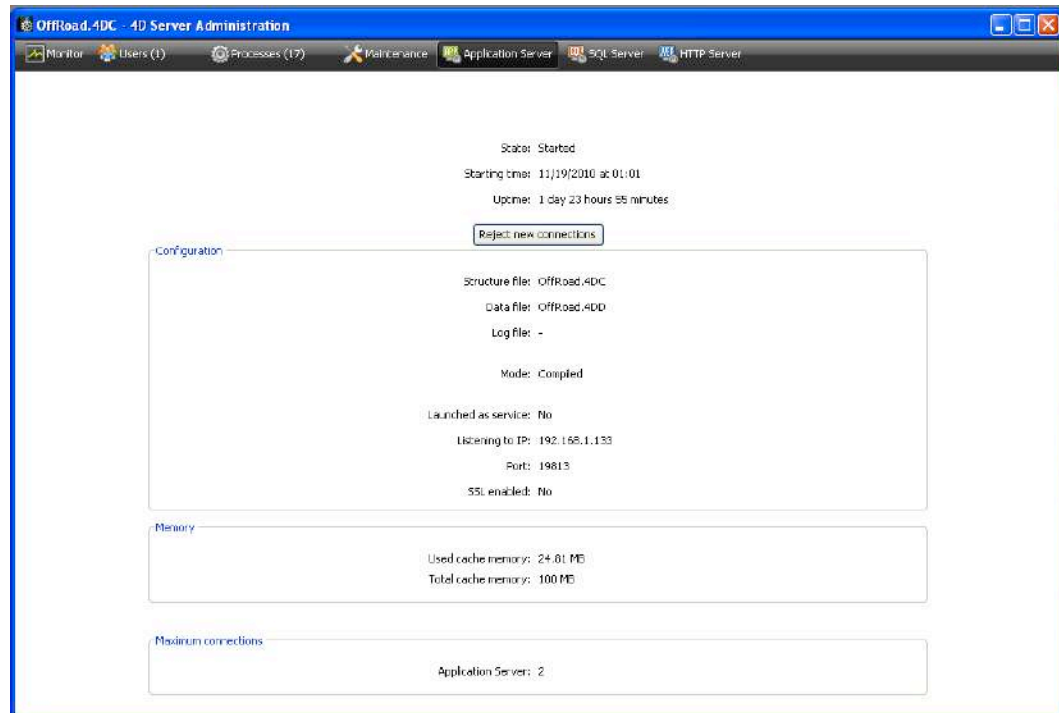 OffRoad.4DC - 4D Server Administration
Monitor Users (1) Processes (17) Maintenance Application Server SQL Server HTTP Server
State: Started
Starting time: 11/19/2010 at 01:01
Uptime: 1 day 23 hours 55 minutes
Reject new connections
Configuration
Structure file: OffRoad.4DC
Data file: OffRoad.4DD
Log file: -
Mode: Compiled
Launched as service: No
Listening to IP: 192.168.1.133
Port: 19813
SSL enabled: No
Memory
Used cache memory: 24.81 MB
Total cache memory: 100 MB
Maximum connections
Application Server: 2